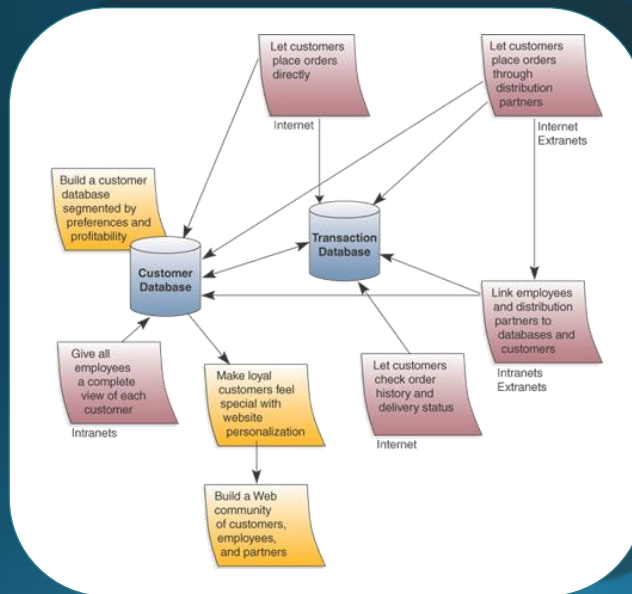 Let customers
place orders
directly
Internet
Let customers
place orders
through
distribution
partners
Internet
Extranets
Build a customer
database
segmented by
preferences and
profitability
Customer
Database
Transaction
Database
Link employees
and distribution
partners to
databases and
customers
Intranets
Extranets
Give all
employees
a complete
view of each
customer
Intranets
Make loyal
customers feel
special with
website
personalization
Let customers
check order
history and
delivery status
Internet
Build a Web
community
of customers,
employees,
and partners